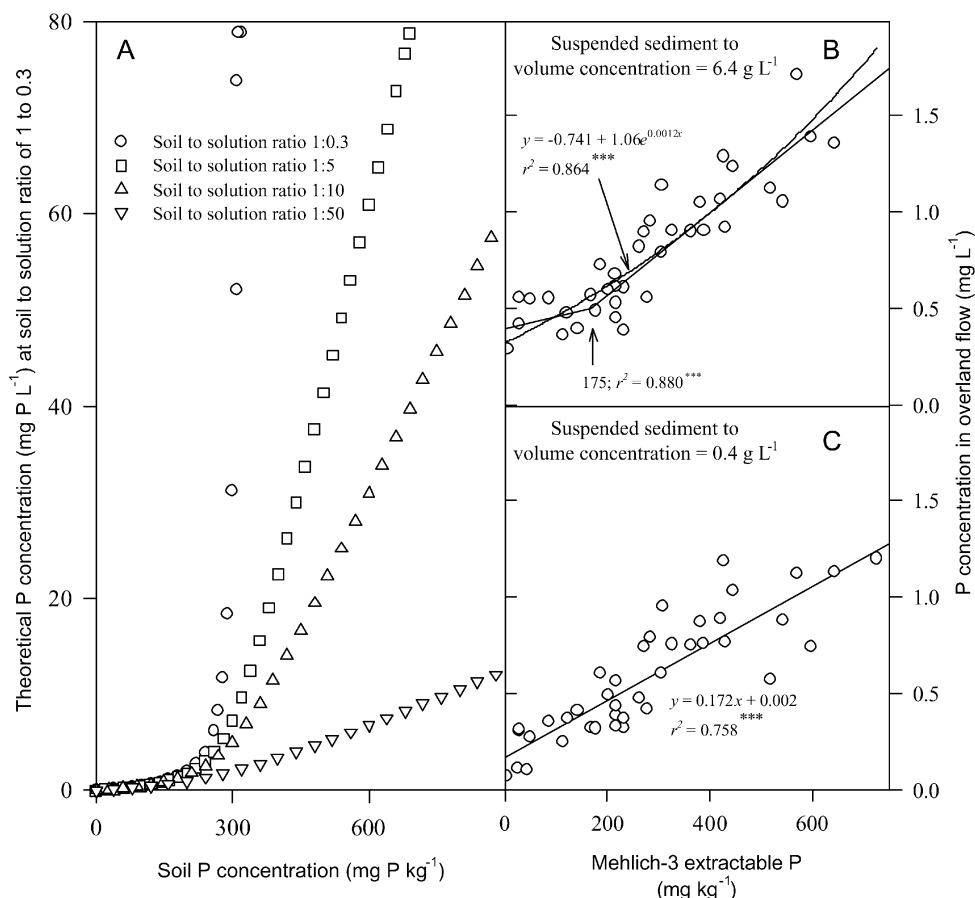 Theoretical P concentration (mg P L⁻¹) at soil to solution ratio of 1 to 0.3
80
60
40
20
0
A
Soil to solution ratio 1:0.3
Soil to solution ratio 1:5
Soil to solution ratio 1:10
Soil to solution ratio 1:50
0
300
600
Soil P concentration (mg P kg⁻¹)
B
Suspended sediment to
volume concentration = 6.4 g L⁻¹
y = -0.741 + 1.06e^0.0012x
r² = 0.864***
175; r² = 0.880***
1.5
1.0
0.5
0.0
C
Suspended sediment to
volume concentration = 0.4 g L⁻¹
y = 0.172x + 0.002
r² = 0.758***
1.5
1.0
0.5
0.0
0
200
400
600
Mehlich-3 extractable P
(mg kg⁻¹)
P concentration in overland flow (mg L⁻¹)